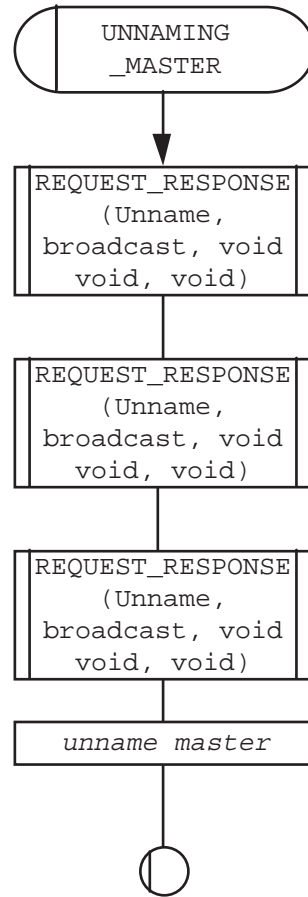 UNNAMING
_MASTER
REQUEST_RESPONSE
(Unname,
broadcast, void
void, void)
REQUEST_RESPONSE
(Unname,
broadcast, void
void, void)
REQUEST_RESPONSE
(Unname,
broadcast, void
void, void)
unname master